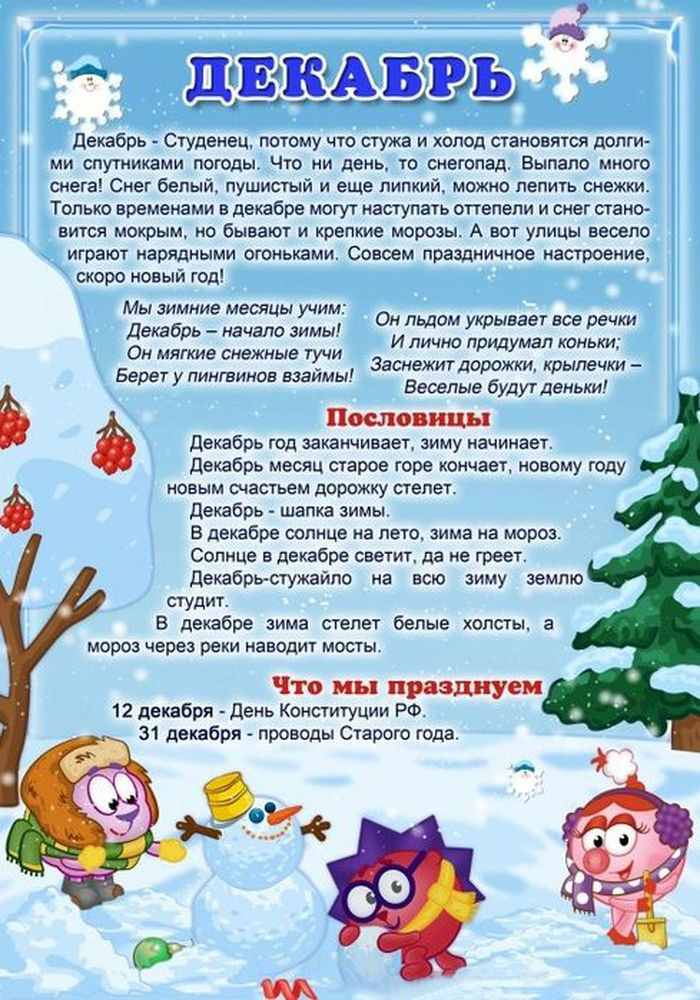 ДЕКАБРЬ
Декабрь - Студенец, потому что стужа и холод становятся долги-
ми спутниками погоды. Что ни день, то снегопад. Выпало много
снега! Снег белый, пушистый и еще липкий, можно лепить снежки.
Только временами в декабре могут наступать оттепели и снег стано-
вится мокрым, но бывают и крепкие морозы. А вот улицы весело
играют нарядными огоньками. Совсем праздничное настроение,
скоро новый год!
Мы зимние месяцы учим:
Декабрь – начало зимы!
Он мягкие снежные тучи
Берет у пингвинов взаймы!
Он льдом укрывает все речки
И лично придумал коньки;
Заснежит дорожки, крылечки –
Веселые будут деньки!
Пословицы
Декабрь год заканчивает, зиму начинает.
Декабрь месяц старое горе кончает, новому году
новым счастьем дорожку стелет.
Декабрь - шапка зимы.
В декабре солнце на лето, зима на мороз.
Солнце в декабре светит, да не греет.
Декабрь-стужайло на всю зиму землю
студит.
В декабре зима стелет белые холсты, а
мороз через реки наводит мосты.
Что мы празднуем
12 декабря - День Конституции РФ.
31 декабря - проводы Старого года.